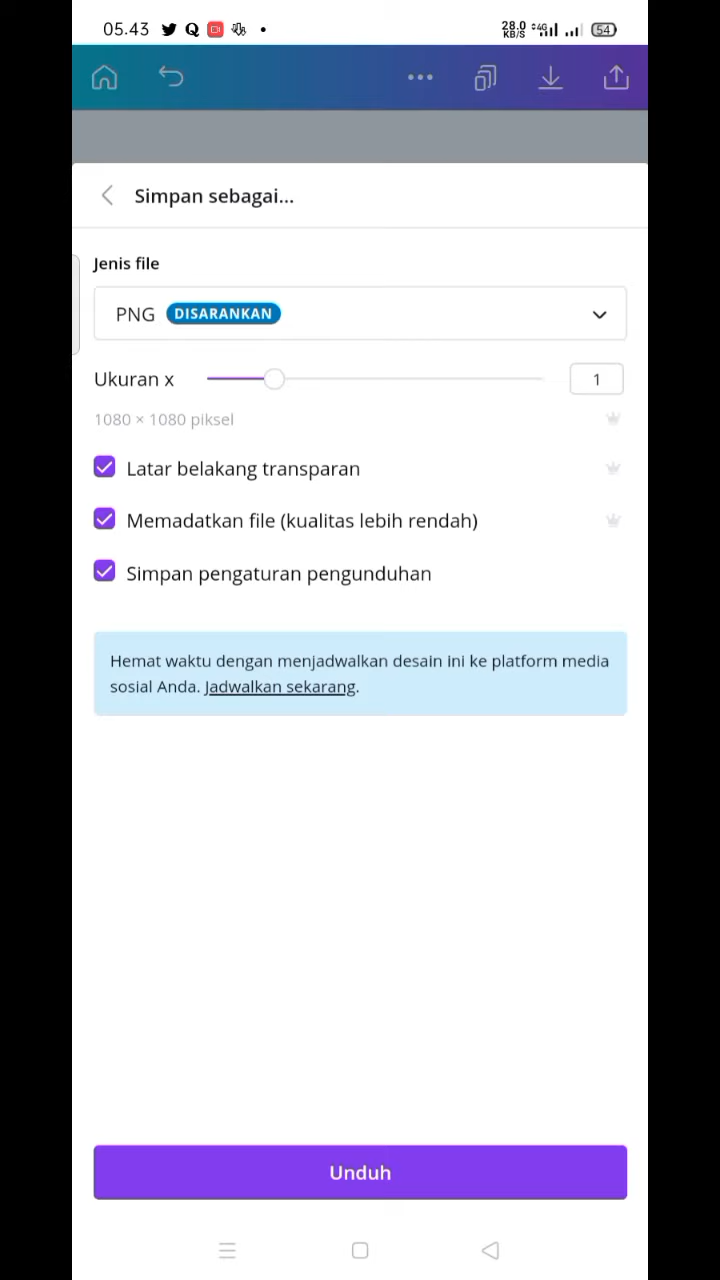 05.43
28.0 KB/S 4G 54
Simpan sebagai...
Jenis file
PNG DISARANKAN
Ukuran x 1
1080 × 1080 piksel
Latar belakang transparan
Memadatkan file (kualitas lebih rendah)
Simpan pengaturan pengunduhan
Hemat waktu dengan menjadwalkan desain ini ke platform media
sosial Anda. Jadwalkan sekarang.
Unduh